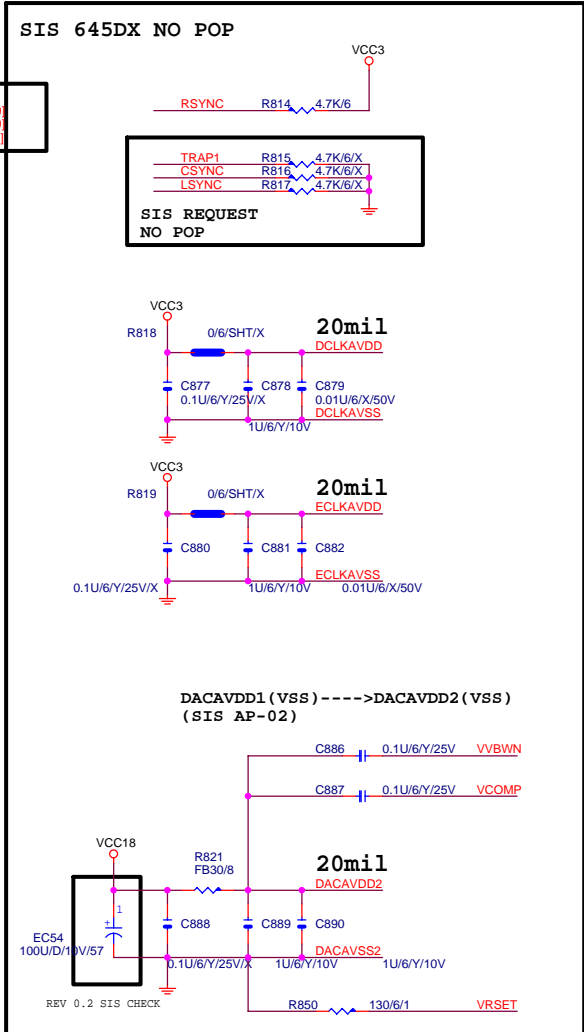 SIS 645DX NO POP
VCC3
RSYNC R814 4.7K/6
TRAP1 R815 4.7K/6/X
CSYNC R816 4.7K/6/X
LSYNC R817 4.7K/6/X
SIS REQUEST
NO POP
VCC3
R818 0/6/SHT/X 20mil
DCLKAVDD
C877 C878 C879
0.1U/6/Y/25V/X 0.01U/6/X/50V
DCLKAVSS
1U/6/Y/10V
VCC3
R819 0/6/SHT/X 20mil
ECLKAVDD
C880 C881 C882
ECLKAVSS
0.1U/6/Y/25V/X 1U/6/Y/10V 0.01U/6/X/50V
DACAVDD1(VSS)---->DACAVDD2(VSS)
(SIS AP-02)
C886 0.1U/6/Y/25V VVBWN
C887 0.1U/6/Y/25V VCOMP
VCC18
R821
FB30/8
20mil
DACAVDD2
1
+
C888 C889 C890
EC54
100U/D/10V/57
DACAVSS2
0.1U/6/Y/25V/X 1U/6/Y/10V 1U/6/Y/10V
REV 0.2 SIS CHECK
R850 130/6/1 VRSET